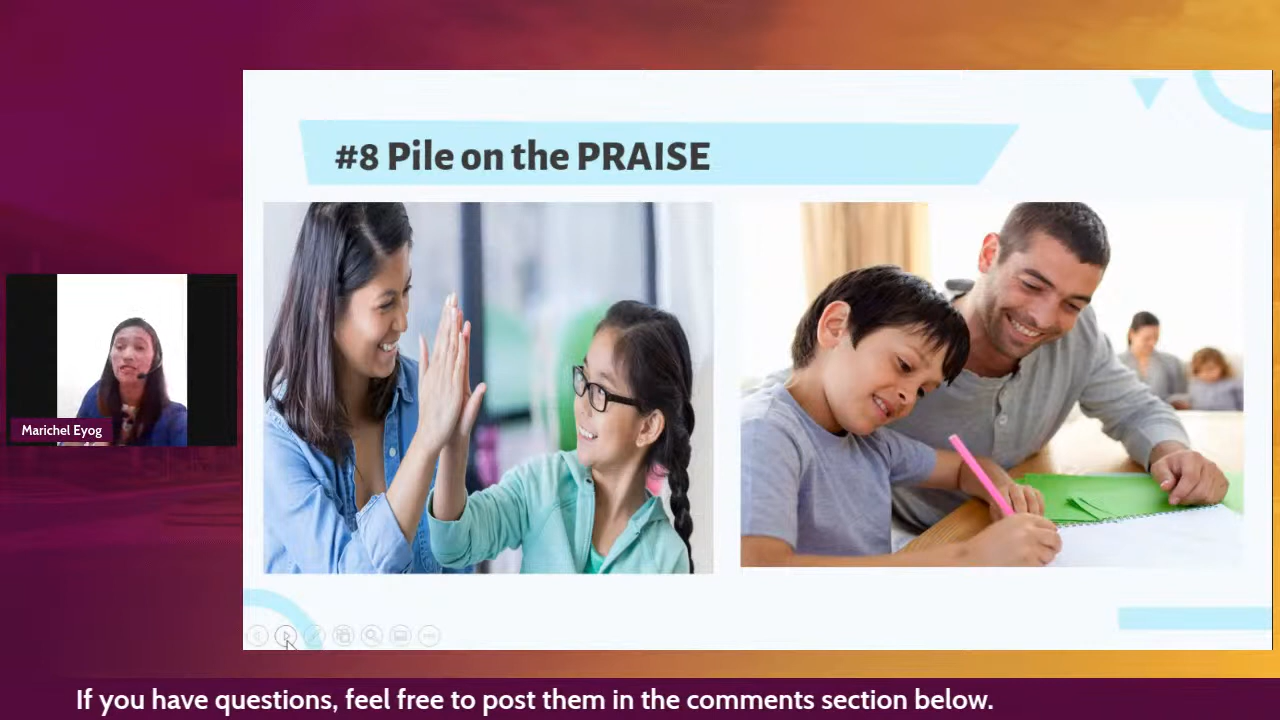 #8 Pile on the PRAISE
Marichel Eyog
If you have questions, feel free to post them in the comments section below.